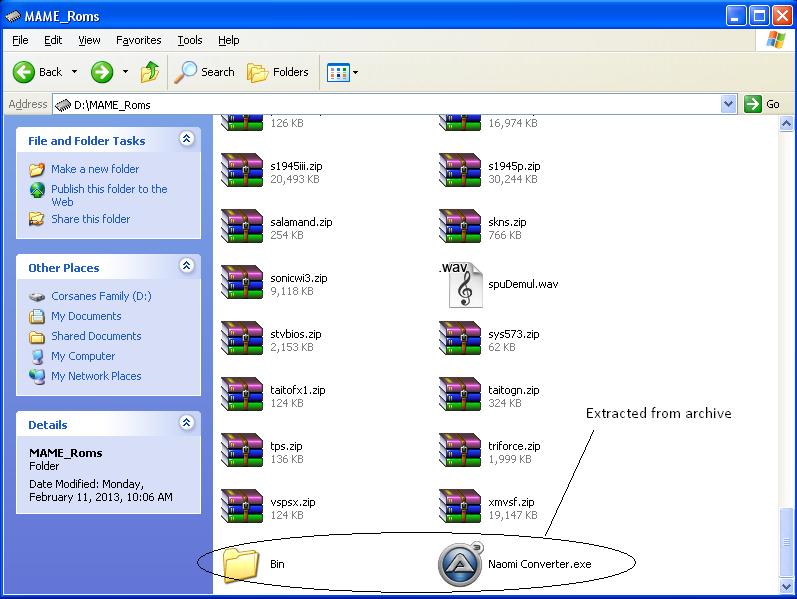 MAME_Roms
File Edit View Favorites Tools Help
Back Search Folders
Address D:\MAME_Roms Go
File and Folder Tasks
Make a new folder
Publish this folder to the
Web
Share this folder
Other Places
Corsanes Family (D:)
My Documents
Shared Documents
My Computer
My Network Places
Details
MAME_Roms
Folder
Date Modified: Monday,
February 11, 2013, 10:06 AM
126 KB
16,974 KB
s1945iii.zip
20,493 KB
s1945p.zip
30,244 KB
salamand.zip
254 KB
skns.zip
766 KB
sonicwi3.zip
9,118 KB
.wav
spuDemul.wav
stvbios.zip
2,153 KB
sys573.zip
62 KB
taitofx1.zip
124 KB
taitogn.zip
324 KB
Extracted from archive
tps.zip
136 KB
triforce.zip
1,999 KB
vspsx.zip
124 KB
xmvsf.zip
19,147 KB
Bin
Naomi Converter.exe